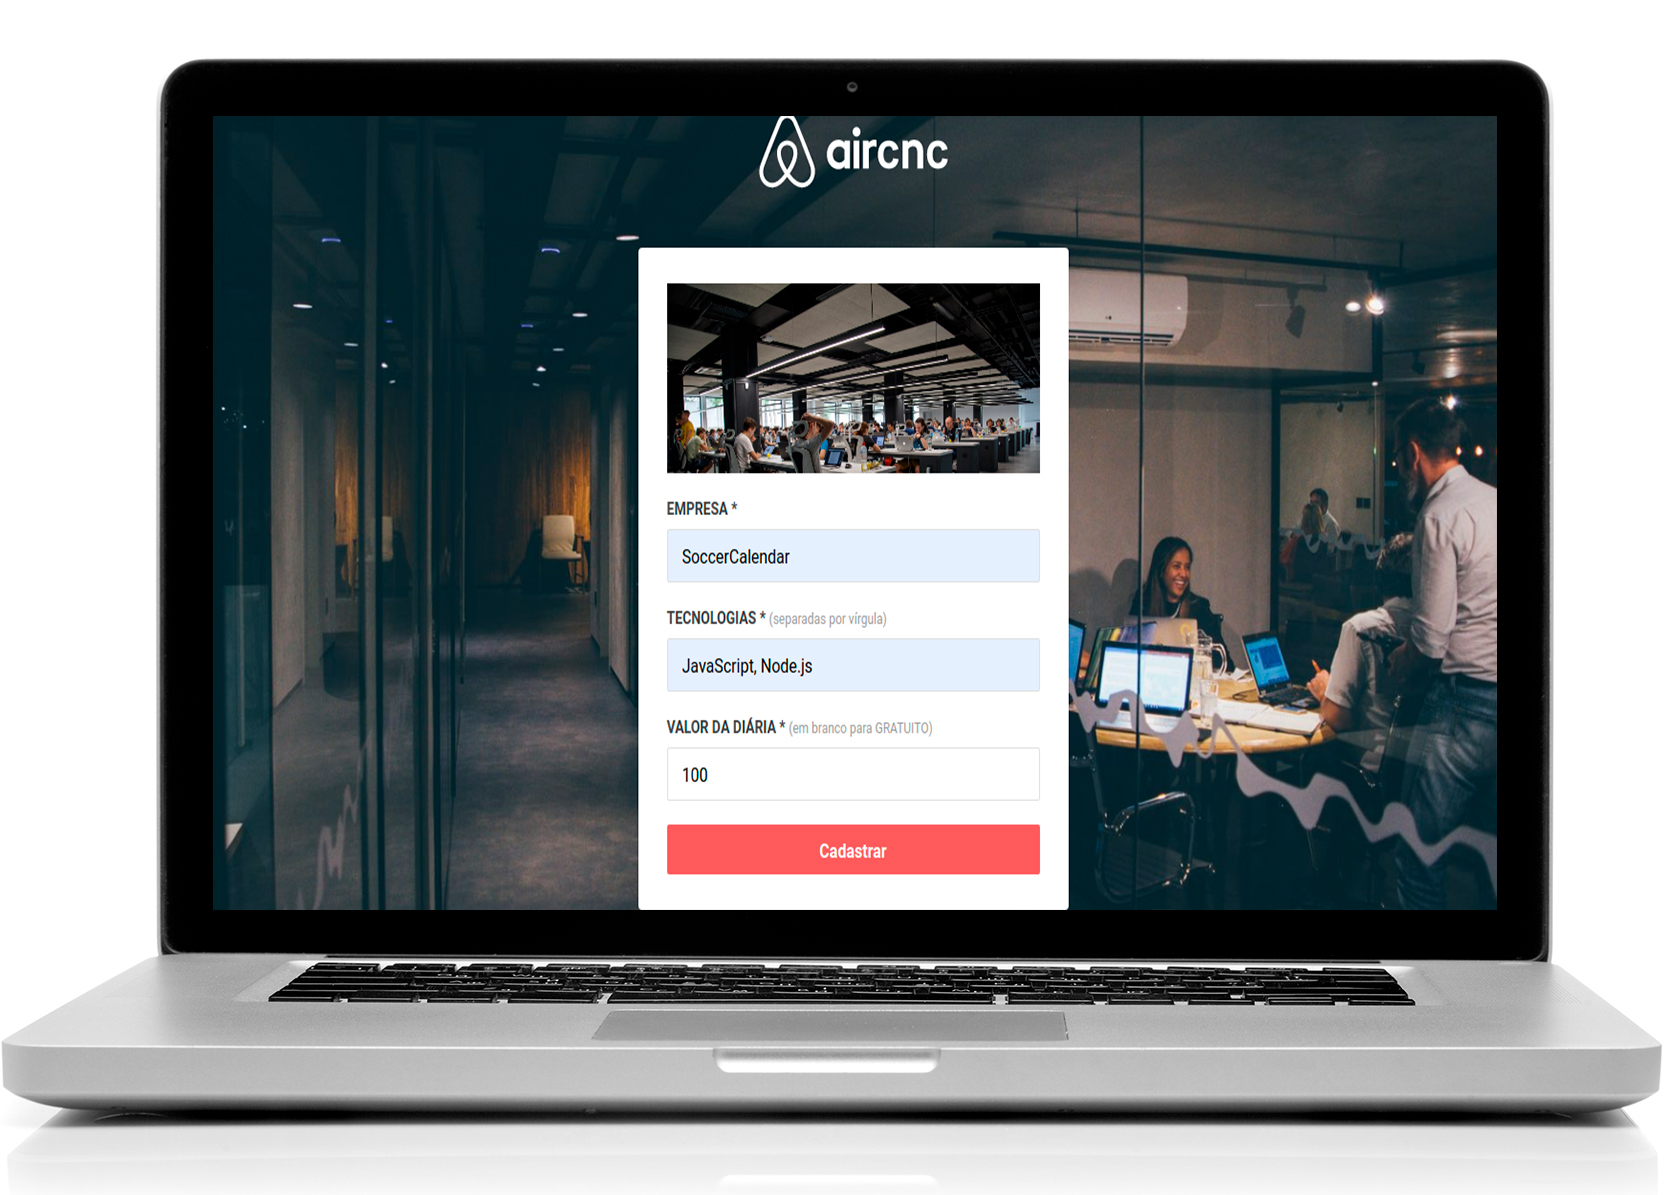 aircnc
EMPRESA *
SoccerCalendar
TECNOLOGIAS * (separadas por vírgula)
JavaScript, Node.js
VALOR DA DIÁRIA * (em branco para GRATUITO)
100
Cadastrar